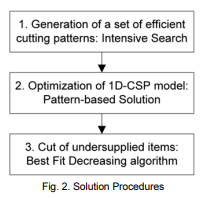 1. Generation of a set of efficient
cutting patterns: Intensive Search
2. Optimization of 1D-CSP model:
Pattern-based Solution
3. Cut of undersupplied items:
Best Fit Decreasing algorithm
Fig. 2. Solution Procedures